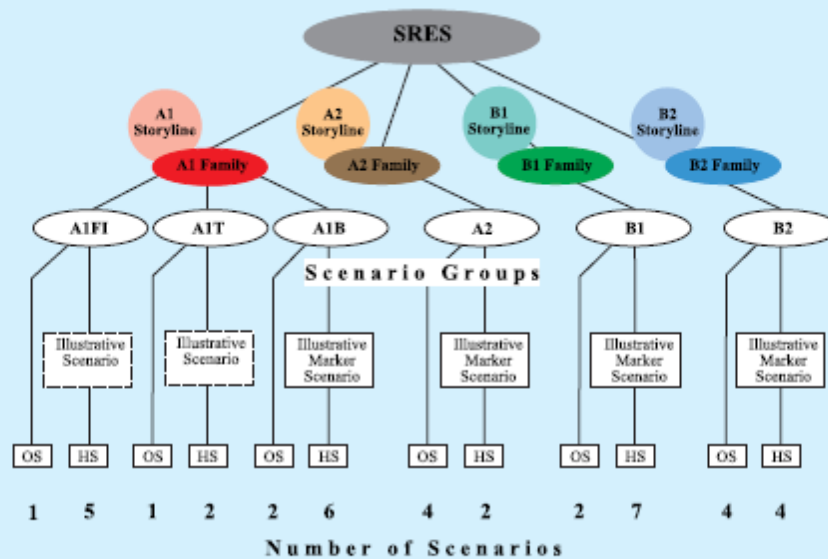 SRES
A1
Storyline
A2
Storyline
B1
Storyline
B2
Storyline
A1 Family
A2 Family
B1 Family
B2 Family
A1FI
A1T
A1B
A2
B1
B2
Scenario Groups
Illustrative
Scenario
Illustrative
Scenario
Illustrative
Marker
Scenario
Illustrative
Marker
Scenario
Illustrative
Marker
Scenario
Illustrative
Marker
Scenario
OS
HS
OS
HS
OS
HS
OS
HS
OS
HS
OS
HS
1 5 1 2 2 6 4 2 2 7 4 4
Number of Scenarios